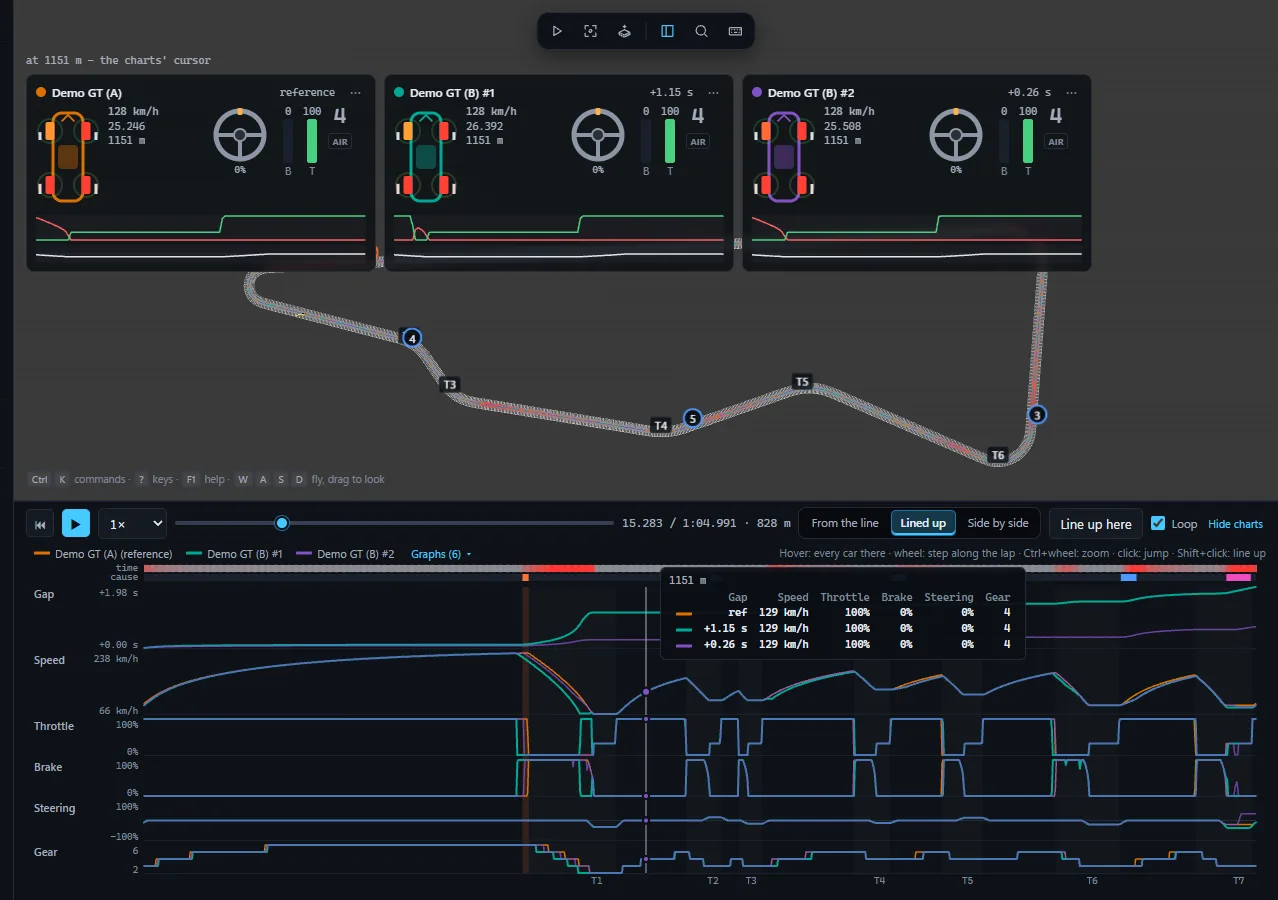 at 1151 m – the charts' cursor
Demo GT (A) reference ···
128 km/h 0 100 4
25.246
1151 m AIR
0% B T
Demo GT (B) #1 +1.15 s ···
128 km/h 0 100 4
26.392
1151 m AIR
0% B T
Demo GT (B) #2 +0.26 s ···
128 km/h 0 100 4
25.508
1151 m AIR
0% B T
4
T3
T4
5
T5
T6
3
Ctrl K commands · ? keys · F1 help · W A S D fly, drag to look
1× 15.283 / 1:04.991 · 828 m From the line Lined up Side by side Line up here Loop Hide charts
Demo GT (A) (reference) Demo GT (B) #1 Demo GT (B) #2 Graphs (6) Hover: every car there · wheel: step along the lap · Ctrl+wheel: zoom · click: jump · Shift+click: line up
time
cause
Gap +1.98 s
+0.00 s
Speed 238 km/h
66 km/h
Throttle 100%
0%
Brake 100%
0%
Steering 100%
−100%
Gear 6
2
1151 m
Gap Speed Throttle Brake Steering Gear
ref 129 km/h 100% 0% 0% 4
+1.15 s 129 km/h 100% 0% 0% 4
+0.26 s 129 km/h 100% 0% 0% 4
T1 T2 T3 T4 T5 T6 T7